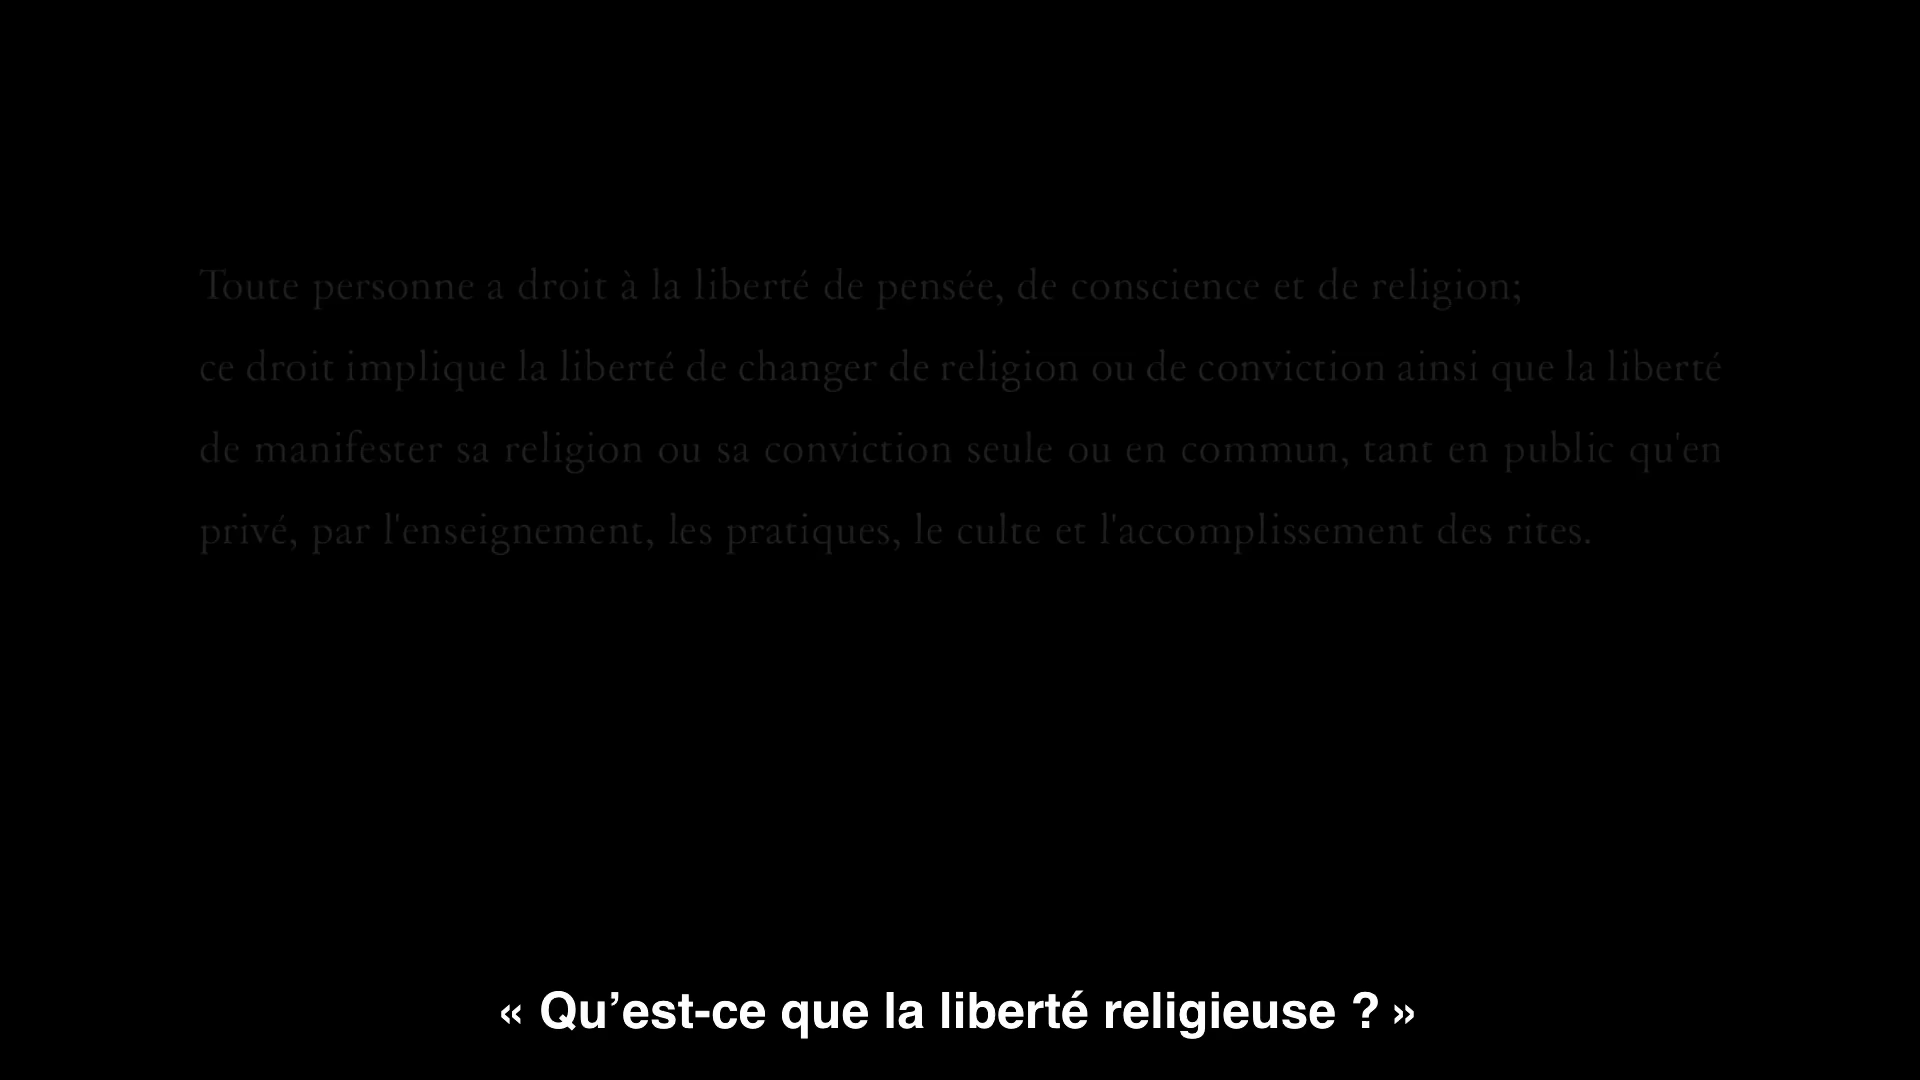 Toute personne a droit à la liberté de pensée, de conscience et de religion;
ce droit implique la liberté de changer de religion ou de conviction ainsi que la liberté
de manifester sa religion ou sa conviction seule ou en commun, tant en public qu'en
privé, par l'enseignement, les pratiques, le culte et l'accomplissement des rites.
« Qu’est-ce que la liberté religieuse ? »